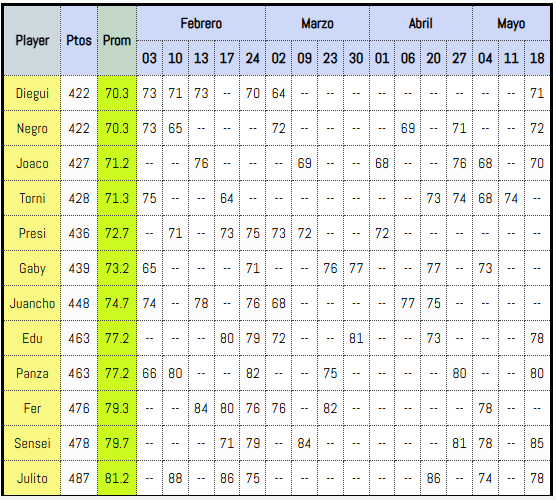 Player Ptos Prom Febrero Marzo Abril Mayo
03 10 13 17 24 02 09 23 30 01 06 20 27 04 11 18
Diegui 422 70.3 73 71 73 -- 70 64 -- -- -- -- -- -- -- -- -- 71
Negro 422 70.3 73 65 -- -- -- 72 -- -- -- -- 69 -- 71 -- -- 72
Joaco 427 71.2 -- -- 76 -- -- -- 69 -- -- 68 -- -- 76 68 -- 70
Torni 428 71.3 75 -- -- 64 -- -- -- -- -- -- -- 73 74 68 74 --
Presi 436 72.7 -- 71 -- 73 75 73 72 -- -- 72 -- -- -- -- -- --
Gaby 439 73.2 65 -- -- -- 71 -- -- 76 77 -- -- 77 -- 73 -- --
Juancho 448 74.7 74 -- 78 -- 76 68 -- -- -- -- 77 75 -- -- -- --
Edu 463 77.2 -- -- -- 80 79 72 -- -- 81 -- -- 73 -- -- -- 78
Panza 463 77.2 66 80 -- -- 82 -- -- 75 -- -- -- -- 80 -- -- 80
Fer 476 79.3 -- -- 84 80 76 76 -- 82 -- -- -- -- -- 78 -- --
Sensei 478 79.7 -- -- -- 71 79 -- 84 -- -- -- -- -- 81 78 -- 85
Julito 487 81.2 -- 88 -- 86 75 -- -- -- -- -- -- 86 -- 74 -- 78